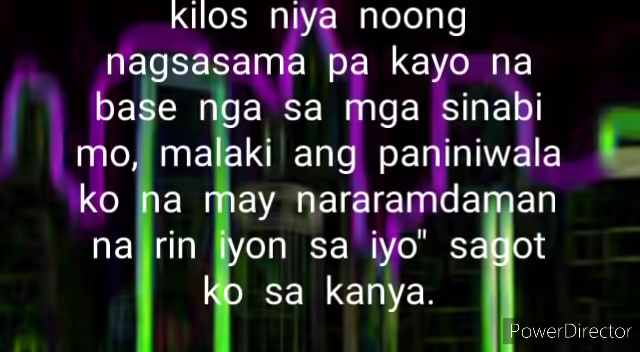 kilos niya noong
nagsasama pa kayo na
base nga sa mga sinabi
mo, malaki ang paniniwala
ko na may nararamdaman
na rin iyon sa iyo" sagot
ko sa kanya.
PowerDirector